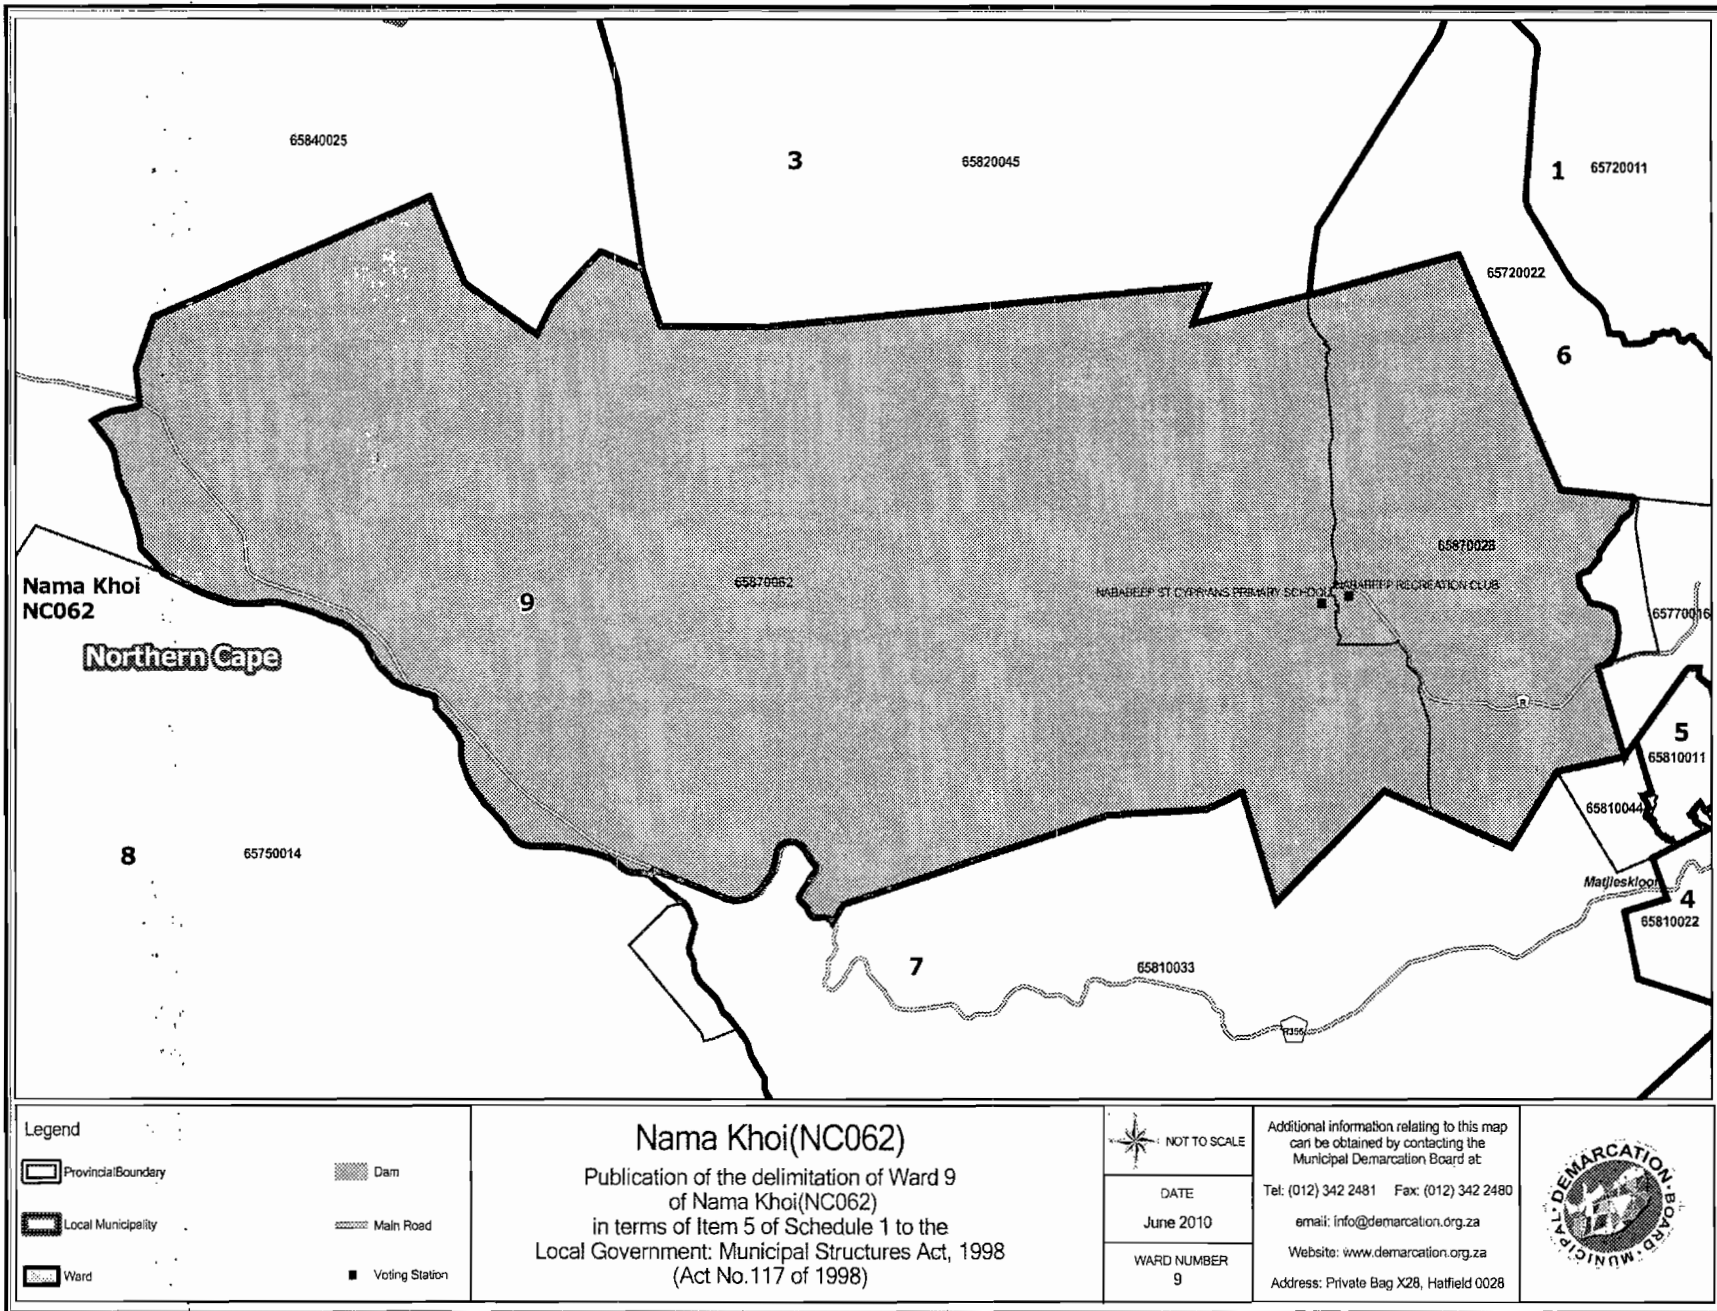 65840025
3
65820045
1
65720011
65720022
6
65870026
65870062
9
NABABEEP ST CYPRIANS PRIMARY SCHOOL
NABABEEP RECREATION CLUB
65770016
Nama Khoi
NC062
Northern Cape
R
5
65810011
65810044
8
65750014
Matjieskloof
4
65810022
7
65810033
R355
Legend
ProvincialBoundary
Local Municipality
Ward
Dam
Main Road
Voting Station
Nama Khoi(NC062)
Publication of the delimitation of Ward 9
of Nama Khoi(NC062)
in terms of Item 5 of Schedule 1 to the
Local Government: Municipal Structures Act, 1998
(Act No.117 of 1998)
NOT TO SCALE
DATE
June 2010
WARD NUMBER
9
Additional information relating to this map
can be obtained by contacting the
Municipal Demarcation Board at:
Tel: (012) 342 2481 Fax: (012) 342 2480
email: info@demarcation.org.za
Website: www.demarcation.org.za
Address: Private Bag X28, Hatfield 0028
MUNICIPAL • DEMARCATION • BOARD